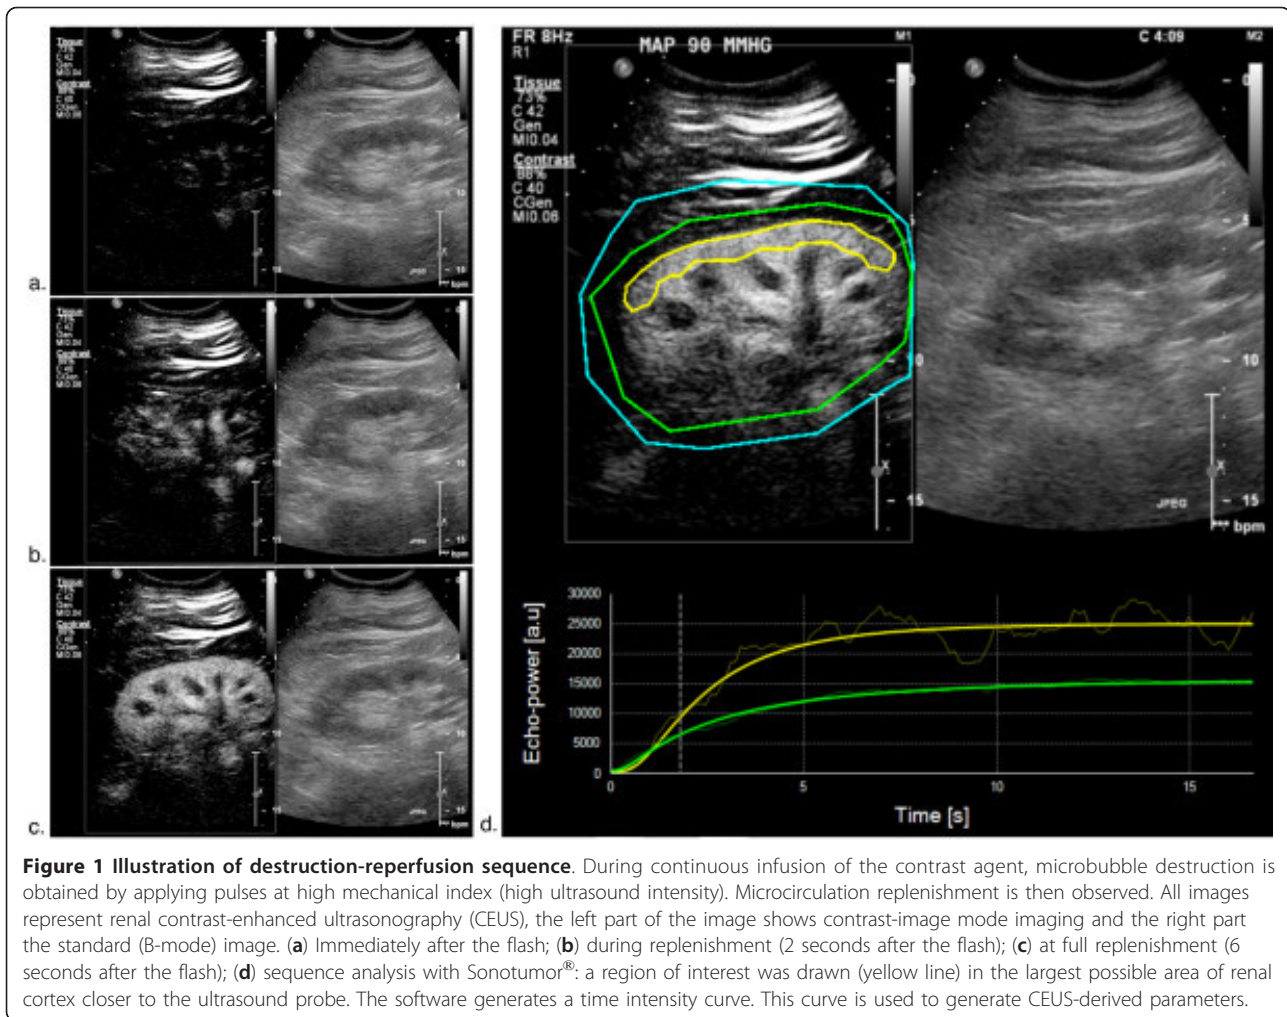 a.
b.
c.
FR 8Hz
R1
MAP 90 MMHG
M1
C 4:09
M2
Tissue
73%
C 42
Gen
MI0.04
Contrast
88%
C 40
CGen
MI0.06
0
5
10
15
X
JPEG
*** bpm
d.
Echo-power [a.u]
30000
25000
20000
15000
10000
5000
0
0 5 10 15
Time [s]
Figure 1 Illustration of destruction-reperfusion sequence. During continuous infusion of the contrast agent, microbubble destruction is
obtained by applying pulses at high mechanical index (high ultrasound intensity). Microcirculation replenishment is then observed. All images
represent renal contrast-enhanced ultrasonography (CEUS), the left part of the image shows contrast-image mode imaging and the right part
the standard (B-mode) image. (a) Immediately after the flash; (b) during replenishment (2 seconds after the flash); (c) at full replenishment (6
seconds after the flash); (d) sequence analysis with Sonotumor®: a region of interest was drawn (yellow line) in the largest possible area of renal
cortex closer to the ultrasound probe. The software generates a time intensity curve. This curve is used to generate CEUS-derived parameters.